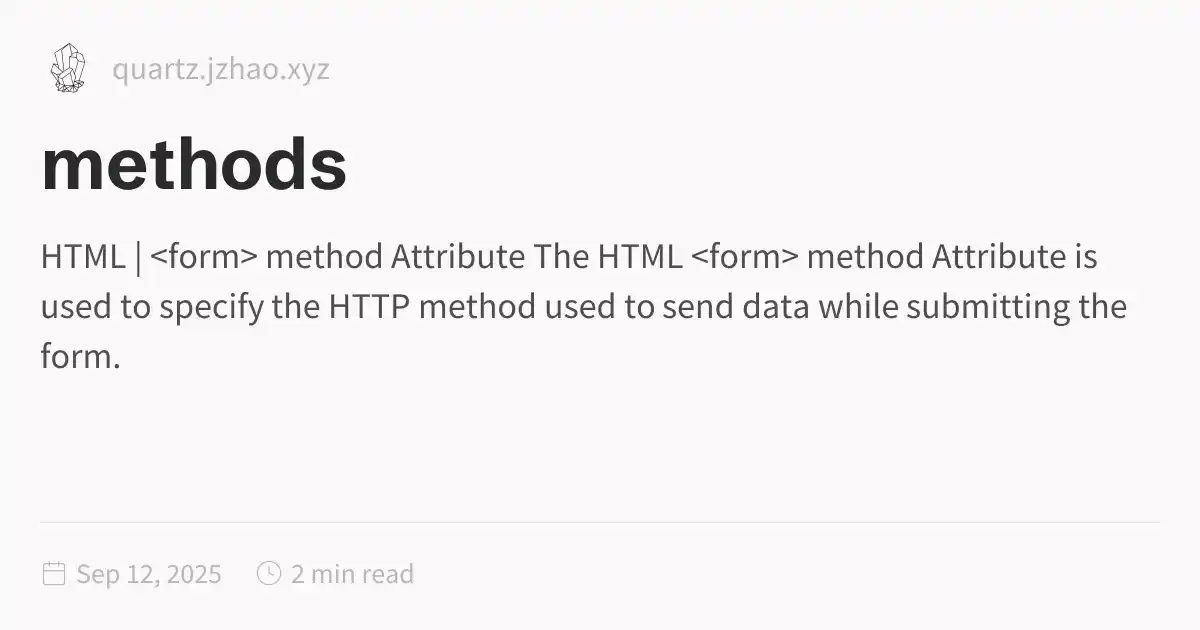 quartz.jzhao.xyz
methods
HTML | <form> method Attribute The HTML <form> method Attribute is
used to specify the HTTP method used to send data while submitting the
form.
Sep 12, 2025 2 min read